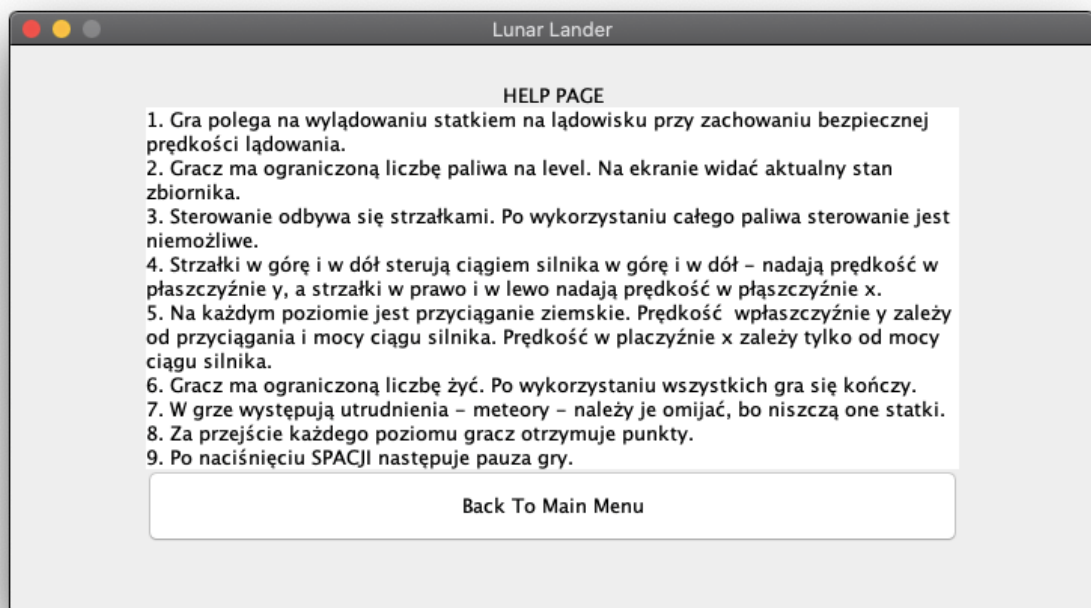 Lunar Lander
HELP PAGE
1. Gra polega na wylądowaniu statkiem na lądowisku przy zachowaniu bezpiecznej
prędkości lądowania.
2. Gracz ma ograniczoną liczbę paliwa na level. Na ekranie widać aktualny stan
zbiornika.
3. Sterowanie odbywa się strzałkami. Po wykorzystaniu całego paliwa sterowanie jest
niemożliwe.
4. Strzałki w górę i w dół sterują ciągiem silnika w górę i w dół – nadają prędkość w
płaszczyźnie y, a strzałki w prawo i w lewo nadają prędkość w płąszczyźnie x.
5. Na każdym poziomie jest przyciąganie ziemskie. Prędkość  wpłaszczyźnie y zależy
od przyciągania i mocy ciągu silnika. Prędkość w placzyźnie x zależy tylko od mocy
ciągu silnika.
6. Gracz ma ograniczoną liczbę żyć. Po wykorzystaniu wszystkich gra się kończy.
7. W grze występują utrudnienia – meteory – należy je omijać, bo niszczą one statki.
8. Za przejście każdego poziomu gracz otrzymuje punkty.
9. Po naciśnięciu SPACJI następuje pauza gry.
Back To Main Menu